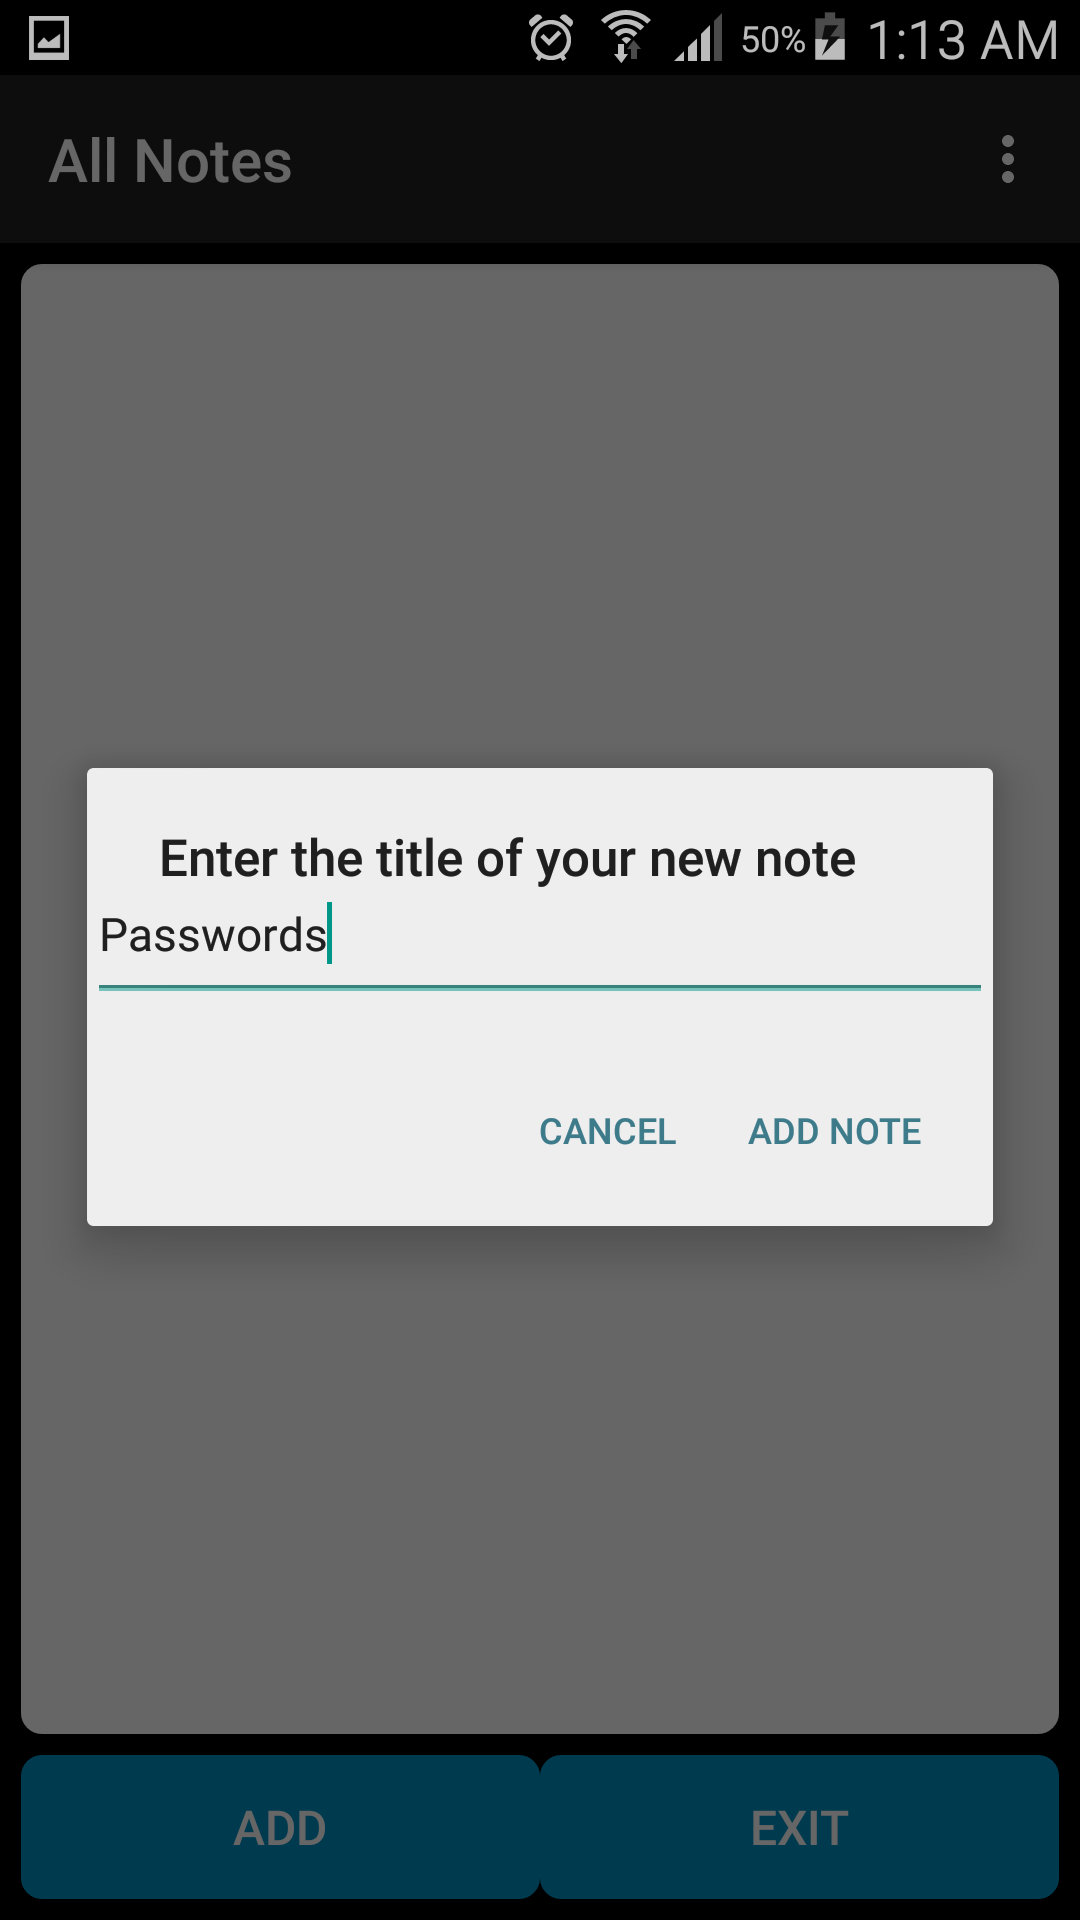 50% 1:13 AM
All Notes
Enter the title of your new note
Passwords
CANCEL ADD NOTE
ADD EXIT